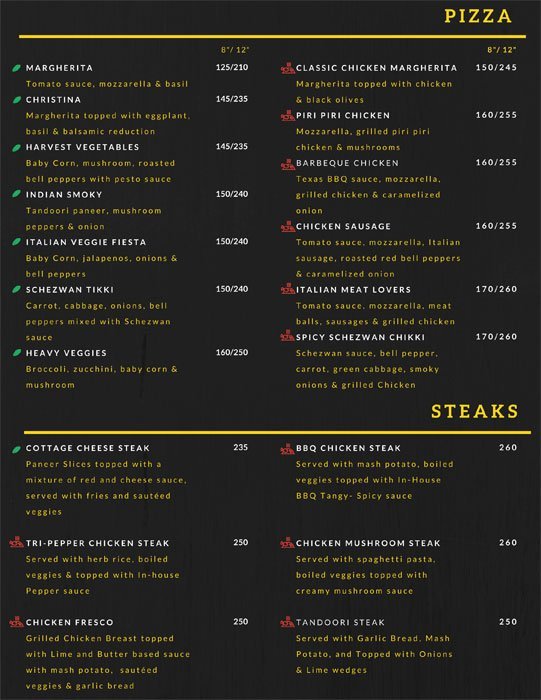 PIZZA
8"/ 12"
MARGHERITA 125/210
Tomato sauce, mozzarella & basil
CHRISTINA 145/235
Margherita topped with eggplant,
basil & balsamic reduction
HARVEST VEGETABLES 145/235
Baby Corn, mushroom, roasted
bell peppers with pesto sauce
INDIAN SMOKY 150/240
Tandoori paneer, mushroom
peppers & onion
ITALIAN VEGGIE FIESTA 150/240
Baby Corn, jalapenos, onions &
bell peppers
SCHEZWAN TIKKI 150/240
Carrot, cabbage, onions, bell
peppers mixed with Schezwan
sauce
HEAVY VEGGIES 160/250
Broccoli, zucchini, baby corn &
mushroom
8"/ 12"
CLASSIC CHICKEN MARGHERITA 150/245
Margherita topped with chicken
& black olives
PIRI PIRI CHICKEN 160/255
Mozzarella, grilled piri piri
chicken & mushrooms
BARBEQUE CHICKEN 160/255
Texas BBQ sauce, mozzarella,
grilled chicken & caramelized
onion
CHICKEN SAUSAGE 160/255
Tomato sauce, mozzarella, Italian
sausage, roasted red bell peppers
& caramelized onion
ITALIAN MEAT LOVERS 170/260
Tomato sauce, mozzarella, meat
balls, sausages & grilled chicken
SPICY SCHEZWAN CHIKKI 170/260
Schezwan sauce, bell pepper,
carrot, green cabbage, smoky
onions & grilled Chicken
STEAKS
COTTAGE CHEESE STEAK 235
Paneer Slices topped with a
mixture of red and cheese sauce,
served with fries and sautéed
veggies
TRI-PEPPER CHICKEN STEAK 250
Served with herb rice, boiled
veggies & topped with In-house
Pepper sauce
CHICKEN FRESCO 250
Grilled Chicken Breast topped
with Lime and Butter based sauce
with mash potato, sautéed
veggies & garlic bread
BBQ CHICKEN STEAK 260
Served with mash potato, boiled
veggies topped with In-House
BBQ Tangy- Spicy sauce
CHICKEN MUSHROOM STEAK 260
Served with spaghetti pasta,
boiled veggies topped with
creamy mushroom sauce
TANDOORI STEAK 250
Served with Garlic Bread, Mash
Potato, and Topped with Onions
& Lime wedges